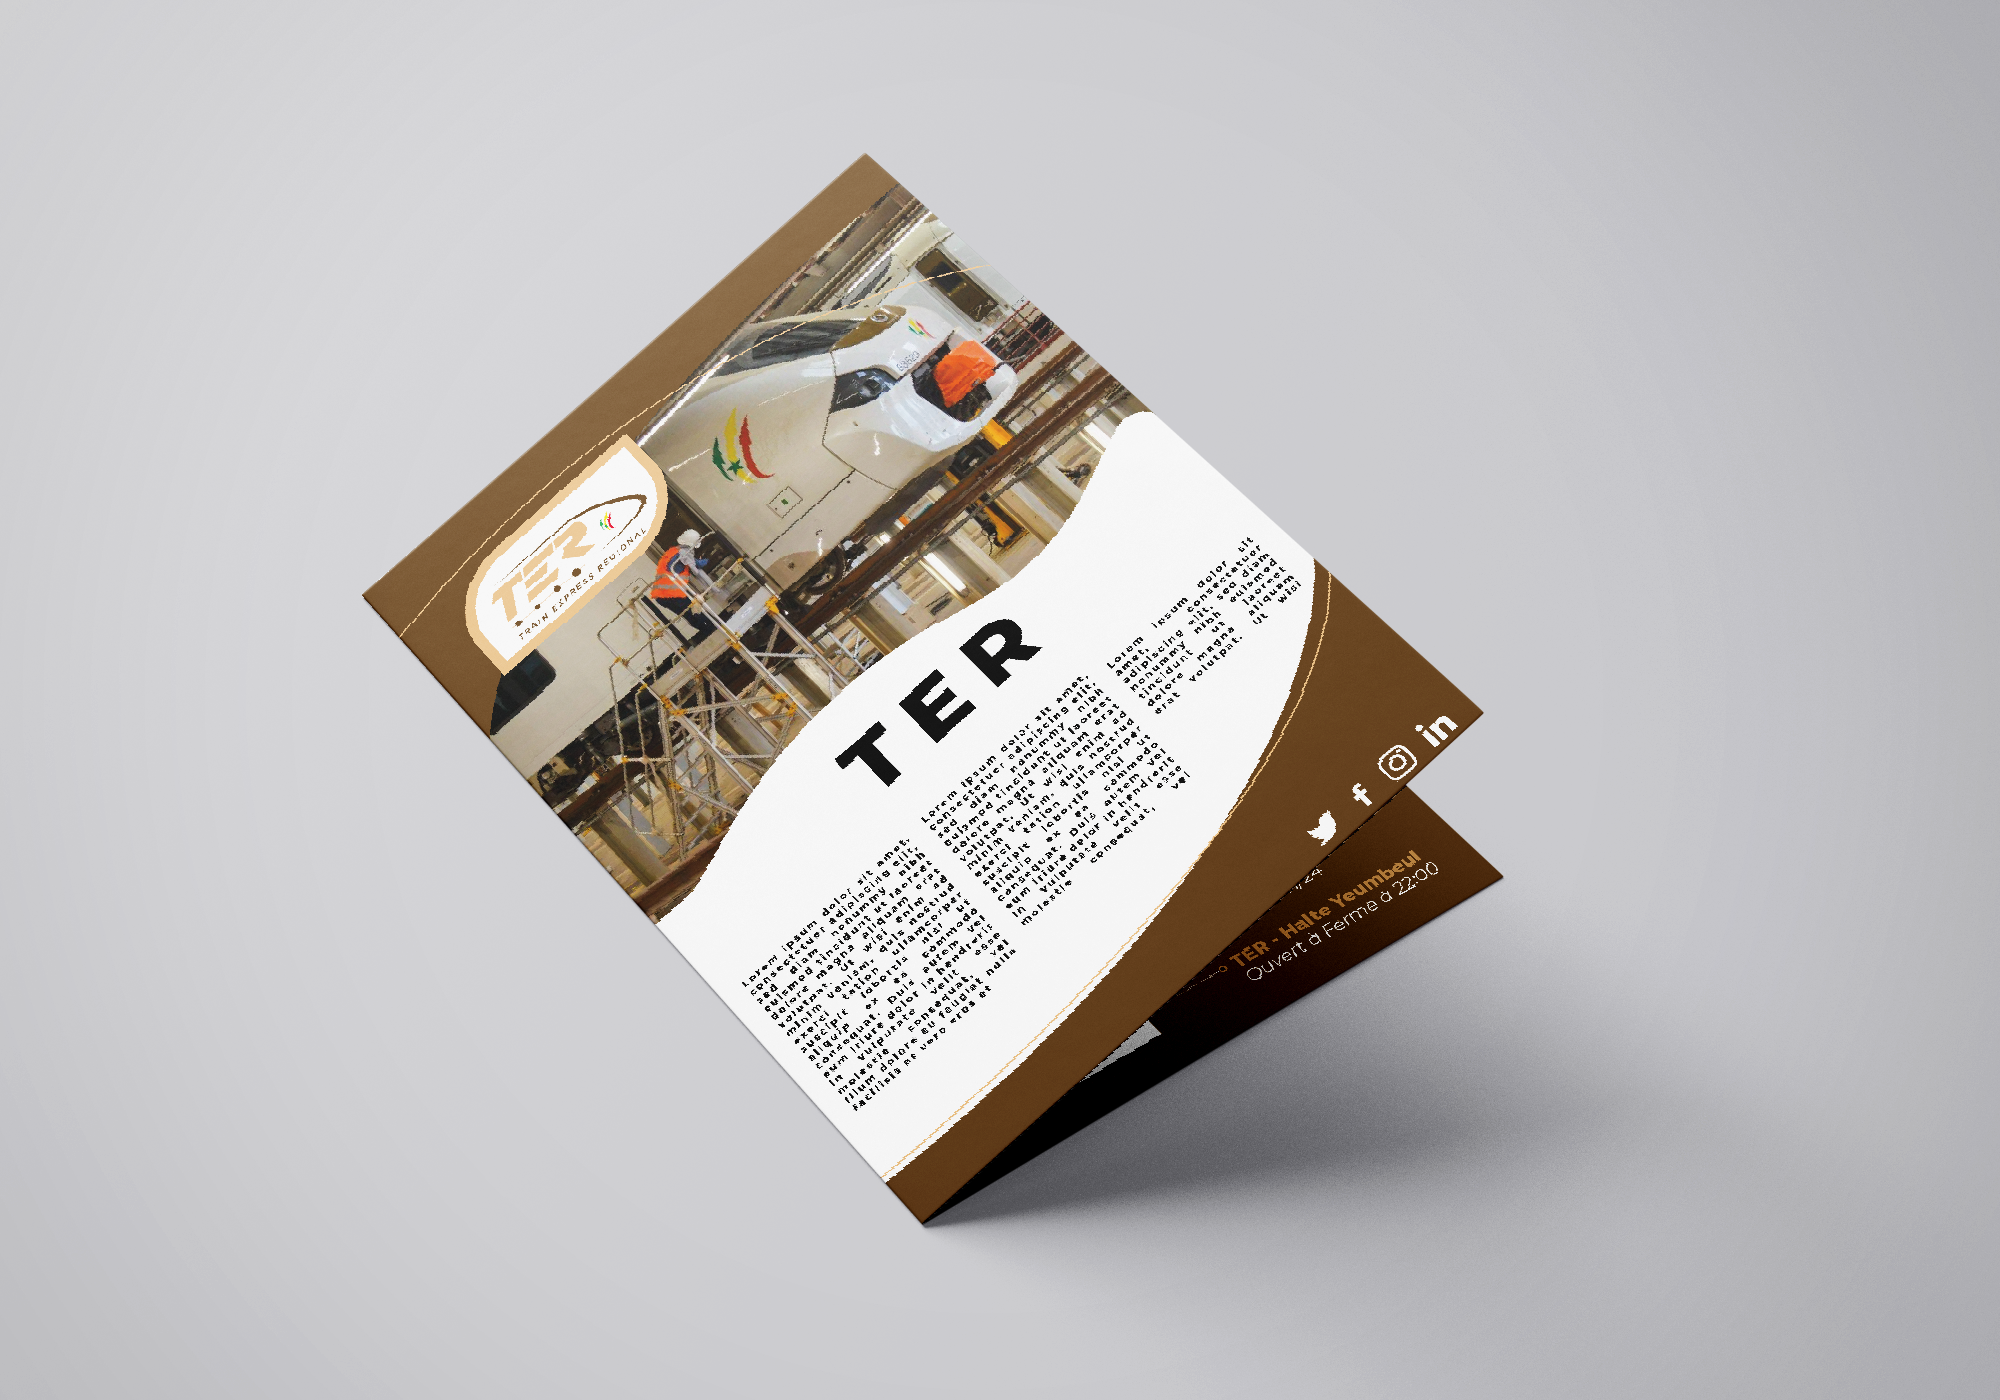 TER
TRAIN EXPRESS REGIONAL
TER
Lorem ipsum dolor sit amet,
consectetuer adipiscing elit,
sed diam nonummy nibh
euismod tincidunt ut laoreet
dolore magna aliquam erat
volutpat. Ut wisi enim ad
minim veniam, quis nostrud
exerci tation ullamcorper
suscipit lobortis nisl ut
aliquip ex ea commodo
consequat. Duis autem vel
eum iriure dolor in hendrerit
in vulputate velit esse
molestie consequat, vel
illum dolore eu feugiat nulla
facilisis at vero eros et
Lorem ipsum dolor sit amet,
consectetuer adipiscing elit,
sed diam nonummy nibh
euismod tincidunt ut laoreet
dolore magna aliquam erat
volutpat. Ut wisi enim ad
minim veniam, quis nostrud
exerci tation ullamcorper
suscipit lobortis nisl ut
aliquip ex ea commodo
consequat. Duis autem vel
eum iriure dolor in hendrerit
in vulputate velit esse
molestie consequat, vel
Lorem ipsum dolor sit
amet, consectetuer
adipiscing elit, sed diam
nonummy nibh euismod
tincidunt ut laoreet
dolore magna aliquam
erat volutpat. Ut wisi
/24
TER - Halte Yeumbeul
Ouvert à Ferme à 22:00